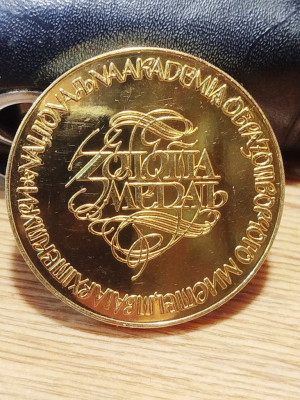 Золота
медаль
НАЦІОНАЛЬНА АКАДЕМІЯ ОБРАЗОТВОРЧОГО МИСТЕЦТВА І АРХІТЕКТУРИ